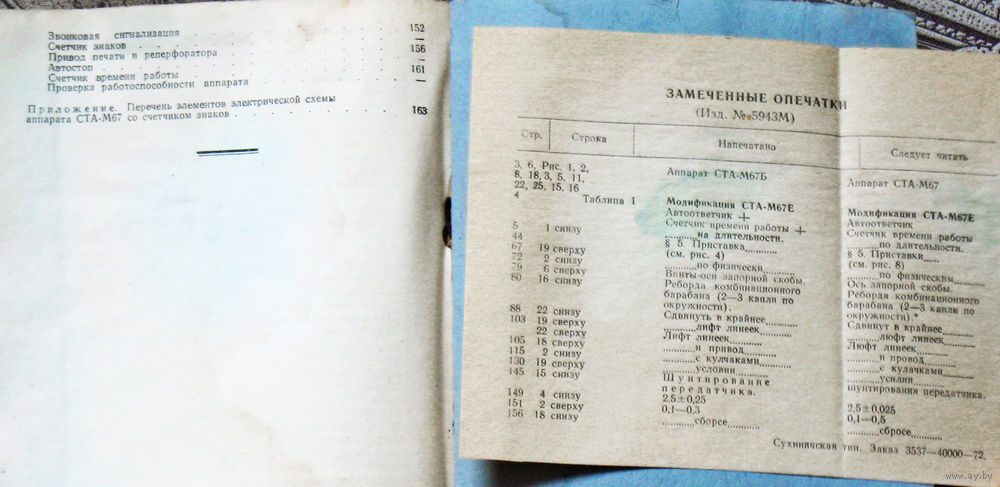 Звонковая сигнализация . . . . . . . . . . 152
Счетчик знаков . . . . . . . . . . —
Привод печати и реперфоратора . . . . . . . . . . 156
Автостоп . . . . . . . . . . —
Счетчик времени работы . . . . . . . . . . 161
Проверка работоспособности аппарата . . . . . . . . . . —
Приложение. Перечень элементов электрической схемы
аппарата СТА-М67 со счетчиком знаков . . . . . . . . . . 163
ЗАМЕЧЕННЫЕ ОПЕЧАТКИ
(Изд. № 5943М)
Стр. Строка Напечатано Следует читать
3, 6, Рис. 1, 2, Аппарат СТА-М67Б Аппарат СТА-М67
8, 18, 3, 5, 11,
22, 25, 15, 16
4 Таблица 1 Модификация СТА-М67Е Модификация СТА-М67Е
Автоответчик + Автоответчик
Счетчик времени работы + Счетчик времени работы
5 1 снизу ...........на длительности. ...........по длительности.
44 § 5. Приставка........... § 5. Приставки......
67 19 сверху (см. рис. 4) (см. рис. 8)
72 2 снизу ...........по физически........... ...........по физическим...........
79 6 сверху Винты-оси запорной скобы. Ось запорной скобы.
80 16 снизу Реборда комбинационного Реборда комбинационного
барабана (2—3 капли по барабана (2—3 капли по
окружности). окружности).*
88 22 снизу Сдвинуть в крайнее........... Сдвинут в крайнее...........
103 19 сверху ...........лифт линеек........... ...........люфт линеек...........
22 сверху Лифт линеек........... Люфт линеек...........
105 18 сверху ...........и привод........... ...........и провод...........
115 2 снизу ...........с кулчаками........... ...........с кулачками...........
130 19 сверху ...........условии........... ...........усилии...........
145 15 снизу Шунтирование шунтирования передатчика.
передатчика.
149 4 снизу 2,5±0,25 2,5±0,025
151 2 сверху 0,1—0,3 0,1—0,5
156 18 снизу ...........сборсе........... ...........сбросе...........
Сухиничская тип. Заказ 3537—40000—72.
www.ay.by